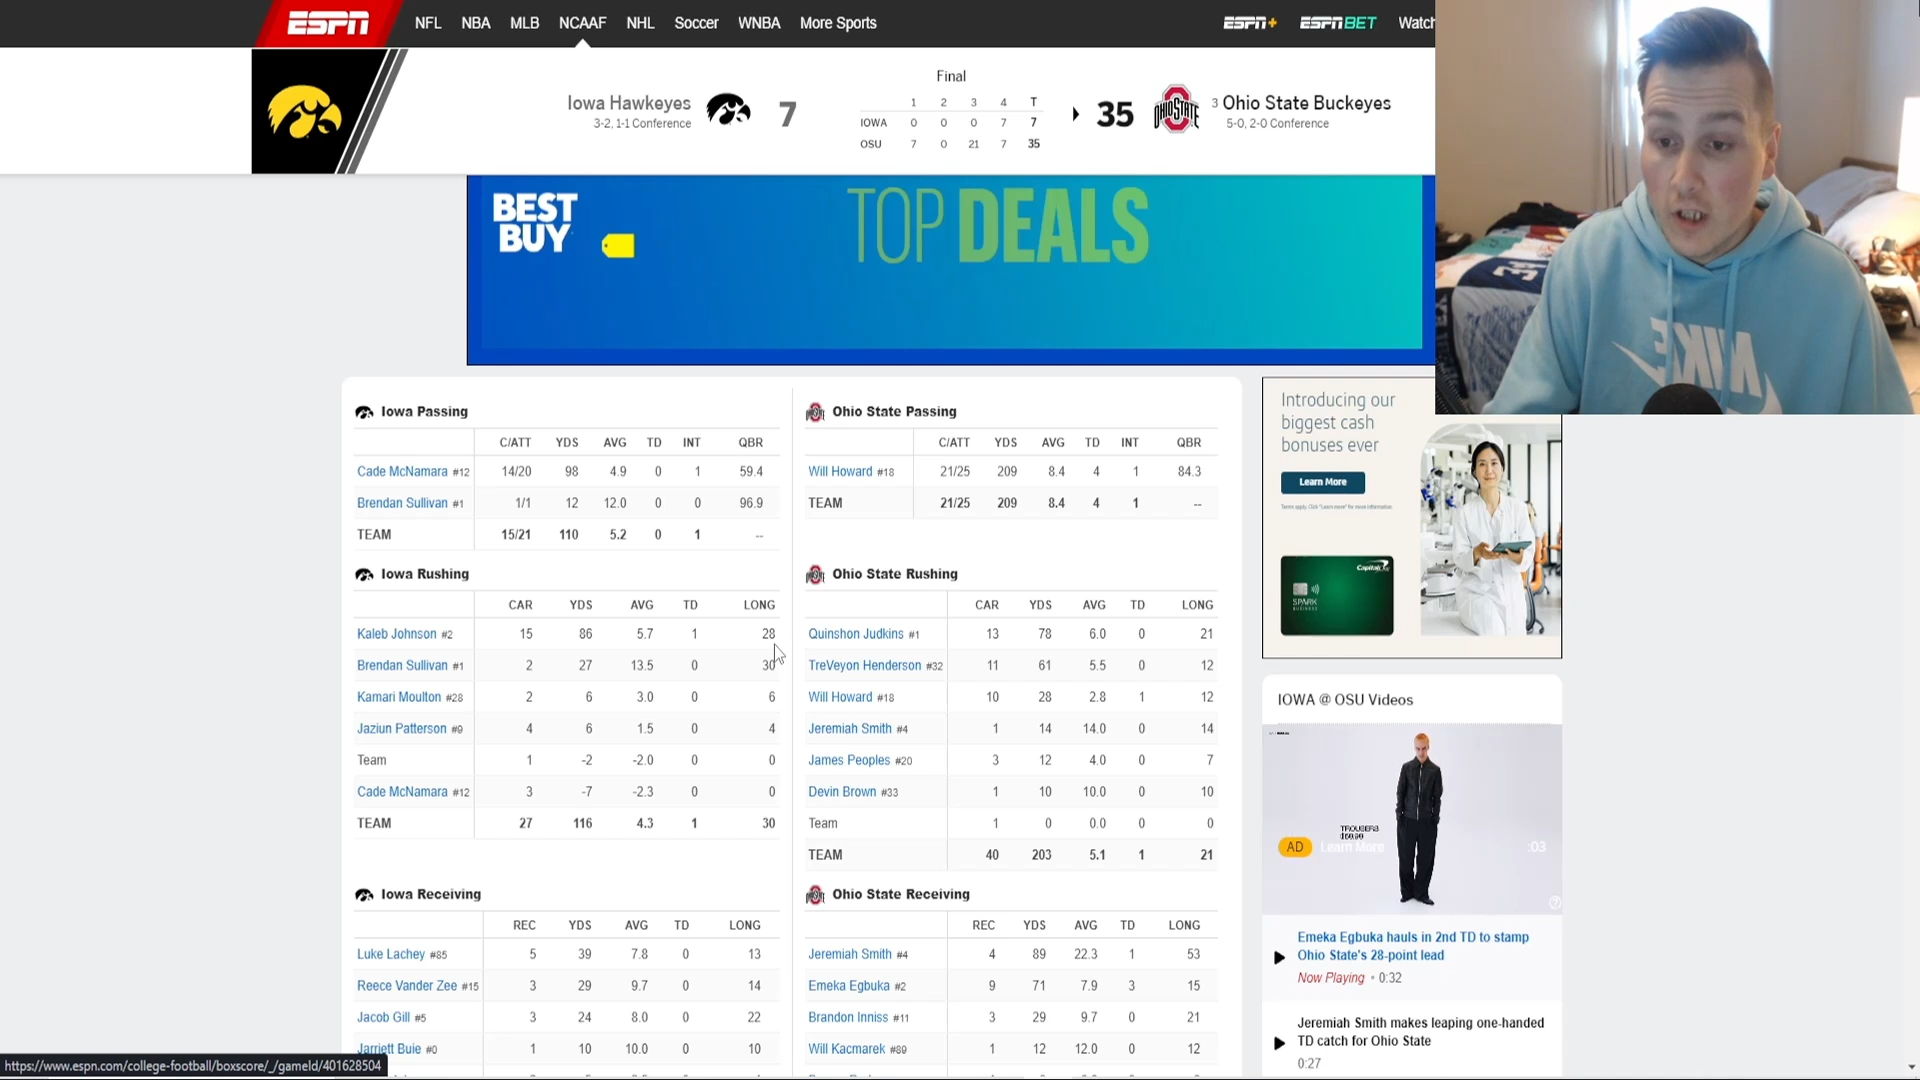 ESPN NFL NBA MLB NCAAF NHL Soccer WNBA More Sports ESPN+ ESPN BET Watch
Final
Iowa Hawkeyes 7
3-2, 1-1 Conference
1 2 3 4 T
IOWA 0 0 0 7 7
OSU 7 0 21 7 35
35 OHIO STATE 3 Ohio State Buckeyes
5-0, 2-0 Conference
BEST BUY
TOP DEALS
NIKE
Iowa Passing
C/ATT YDS AVG TD INT QBR
Cade McNamara #12 14/20 98 4.9 0 1 59.4
Brendan Sullivan #1 1/1 12 12.0 0 0 96.9
TEAM 15/21 110 5.2 0 1 --
Ohio State Passing
C/ATT YDS AVG TD INT QBR
Will Howard #18 21/25 209 8.4 4 1 84.3
TEAM 21/25 209 8.4 4 1 --
Iowa Rushing
CAR YDS AVG TD LONG
Kaleb Johnson #2 15 86 5.7 1 28
Brendan Sullivan #1 2 27 13.5 0 30
Kamari Moulton #28 2 6 3.0 0 6
Jaziun Patterson #9 4 6 1.5 0 4
Team 1 -2 -2.0 0 0
Cade McNamara #12 3 -7 -2.3 0 0
TEAM 27 116 4.3 1 30
Ohio State Rushing
CAR YDS AVG TD LONG
Quinshon Judkins #1 13 78 6.0 0 21
TreVeyon Henderson #32 11 61 5.5 0 12
Will Howard #18 10 28 2.8 1 12
Jeremiah Smith #4 1 14 14.0 0 14
James Peoples #20 3 12 4.0 0 7
Devin Brown #33 1 10 10.0 0 10
Team 1 0 0.0 0 0
TEAM 40 203 5.1 1 21
Iowa Receiving
REC YDS AVG TD LONG
Luke Lachey #85 5 39 7.8 0 13
Reece Vander Zee #15 3 29 9.7 0 14
Jacob Gill #5 3 24 8.0 0 22
Jarriett Buie #0 1 10 10.0 0 10
Ohio State Receiving
REC YDS AVG TD LONG
Jeremiah Smith #4 4 89 22.3 1 53
Emeka Egbuka #2 9 71 7.9 3 15
Brandon Inniss #11 3 29 9.7 0 21
Will Kacmarek #89 1 12 12.0 0 12
Introducing our
biggest cash
bonuses ever
Learn More
Terms apply. Click "Learn more" for more information.
Capital One
SPARK
BUSINESS
IOWA @ OSU Videos
TROUSERS
AD Learn More :03
Emeka Egbuka hauls in 2nd TD to stamp
Ohio State's 28-point lead
Now Playing • 0:32
Jeremiah Smith makes leaping one-handed
TD catch for Ohio State
0:27
https://www.espn.com/college-football/boxscore/_/gameId/401628504